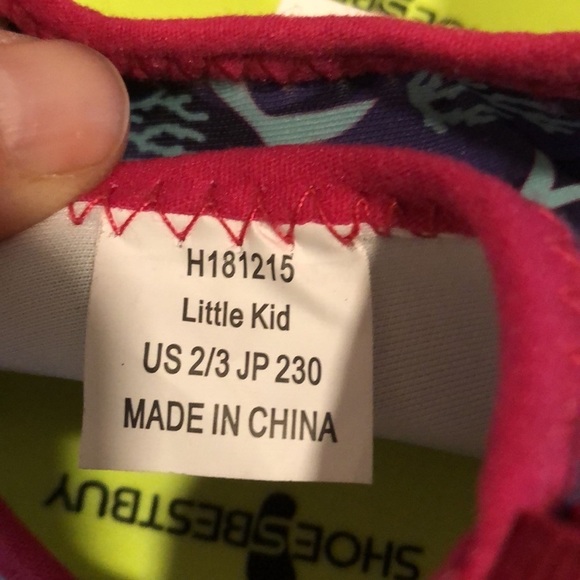 H181215
Little Kid
US 2/3 JP 230
MADE IN CHINA
SHOESBESTBUY